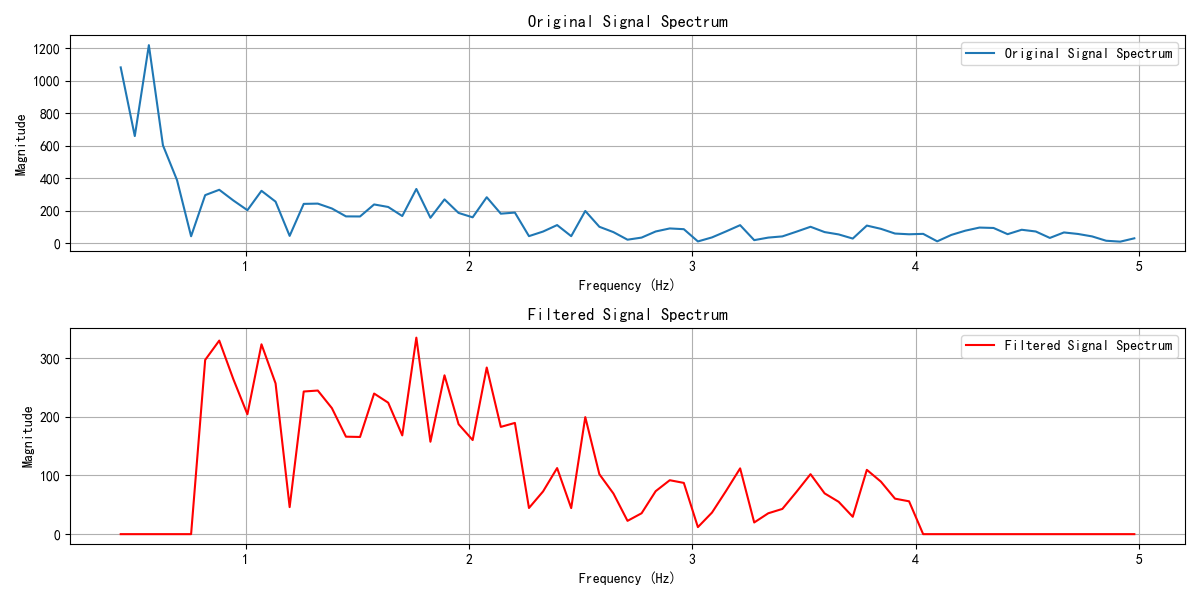 Original Signal Spectrum
Original Signal Spectrum
Magnitude
1200
1000
800
600
400
200
0
1 2 3 4 5
Frequency (Hz)
Filtered Signal Spectrum
Filtered Signal Spectrum
Magnitude
300
200
100
0
1 2 3 4 5
Frequency (Hz)